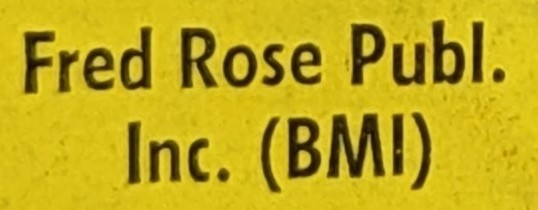 Fred Rose Publ.
Inc. (BMI)